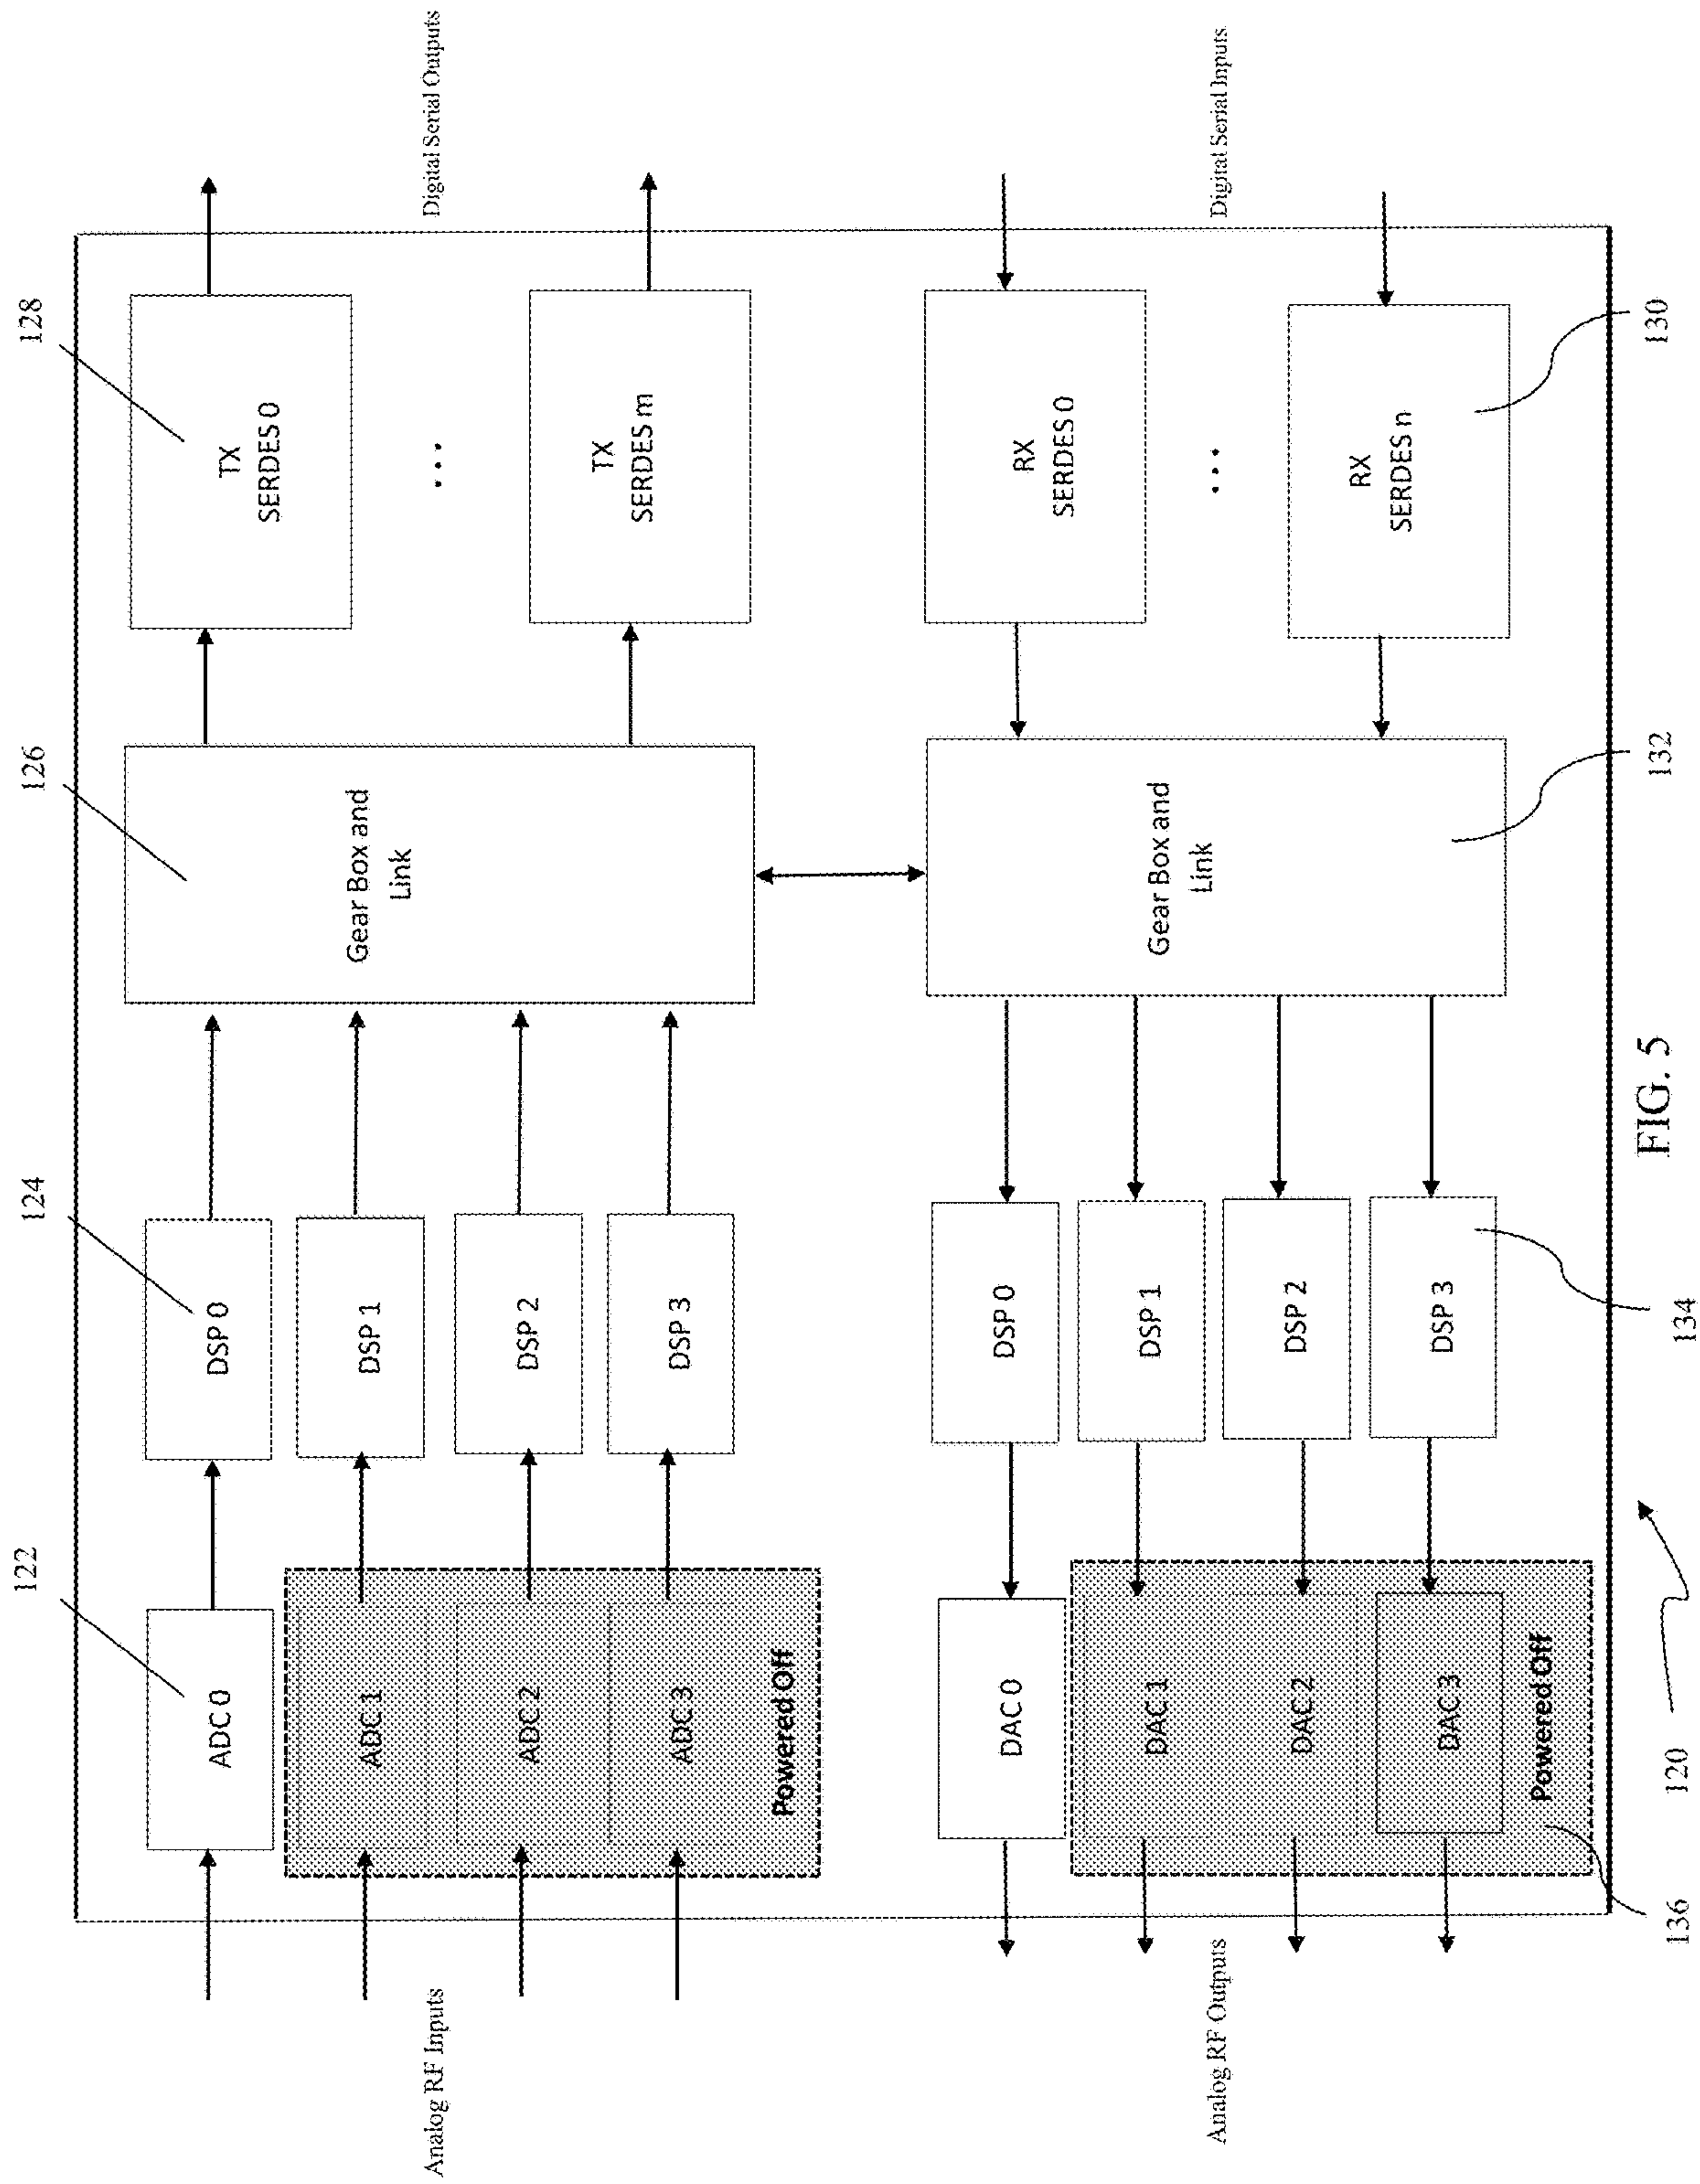 122
124
126
128
Analog RF Inputs
ADC 0
DSP 0
Gear Box and
Link
TX
SERDES 0
Digital Serial Outputs
ADC 1
DSP 1
...
ADC 2
DSP 2
TX
SERDES m
ADC 3
DSP 3
Powered Off
Analog RF Outputs
DAC 0
DSP 0
Gear Box and
Link
RX
SERDES 0
Digital Serial Inputs
DAC 1
DSP 1
...
DAC 2
DSP 2
RX
SERDES n
DAC 3
DSP 3
Powered Off
136
120
134
132
130
FIG. 5